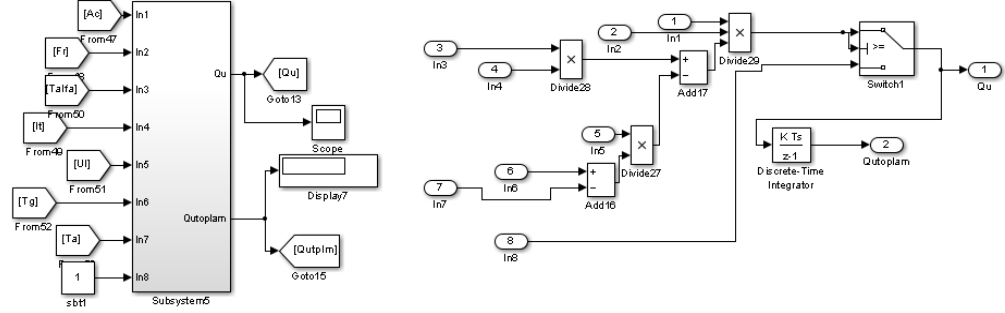 [Ac]
From47
[Fr]
[Talfa]
From50
[It]
From49
[Ul]
From51
[Tg]
From52
[Ta]
1
sbt1
In1
In2
In3
In4
In5
In6
In7
In8
Qu
Qutoplam
Subsystem5
[Qu]
Goto13
Scope
Display7
[Qutplm]
Goto15
1
In1
2
In2
3
In3
4
In4
×
Divide28
+
−
Add17
×
Divide29
5
In5
×
Divide27
6
In6
+
−
Add16
7
In7
8
In8
>=
Switch1
1
Qu
K Ts
z-1
Discrete-Time
Integrator
2
Qutoplam